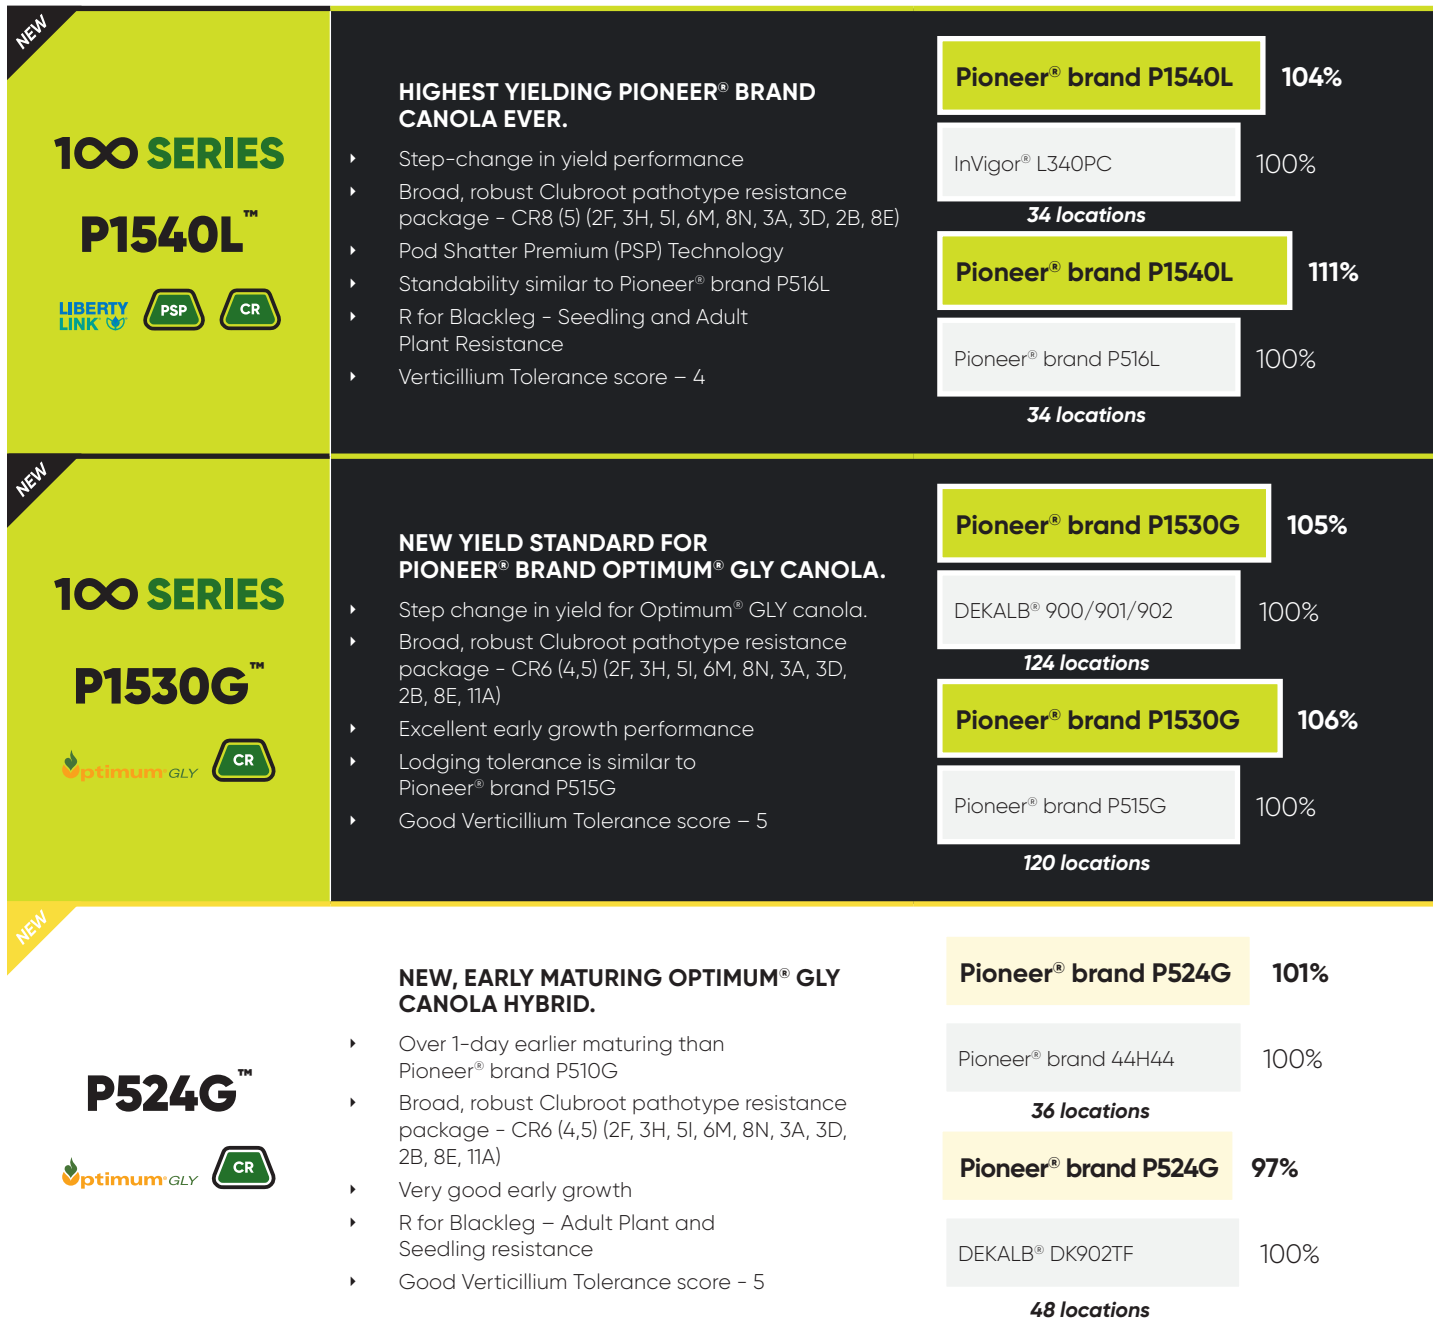 NEW
100 SERIES
P1540L™
LIBERTY
LINK®
PSP
CR
HIGHEST YIELDING PIONEER® BRAND
CANOLA EVER.
Step-change in yield performance
Broad, robust Clubroot pathotype resistance
package - CR8 (5) (2F, 3H, 5I, 6M, 8N, 3A, 3D, 2B, 8E)
Pod Shatter Premium (PSP) Technology
Standability similar to Pioneer® brand P516L
R for Blackleg - Seedling and Adult
Plant Resistance
Verticillium Tolerance score – 4
Pioneer® brand P1540L 104%
InVigor® L340PC 100%
34 locations
Pioneer® brand P1540L 111%
Pioneer® brand P516L 100%
34 locations
NEW
100 SERIES
P1530G™
Optimum® GLY
CR
NEW YIELD STANDARD FOR
PIONEER® BRAND OPTIMUM® GLY CANOLA.
Step change in yield for Optimum® GLY canola.
Broad, robust Clubroot pathotype resistance
package - CR6 (4,5) (2F, 3H, 5I, 6M, 8N, 3A, 3D,
2B, 8E, 11A)
Excellent early growth performance
Lodging tolerance is similar to
Pioneer® brand P515G
Good Verticillium Tolerance score – 5
Pioneer® brand P1530G 105%
DEKALB® 900/901/902 100%
124 locations
Pioneer® brand P1530G 106%
Pioneer® brand P515G 100%
120 locations
NEW
P524G™
Optimum® GLY
CR
NEW, EARLY MATURING OPTIMUM® GLY
CANOLA HYBRID.
Over 1-day earlier maturing than
Pioneer® brand P510G
Broad, robust Clubroot pathotype resistance
package - CR6 (4,5) (2F, 3H, 5I, 6M, 8N, 3A, 3D,
2B, 8E, 11A)
Very good early growth
R for Blackleg – Adult Plant and
Seedling resistance
Good Verticillium Tolerance score - 5
Pioneer® brand P524G 101%
Pioneer® brand 44H44 100%
36 locations
Pioneer® brand P524G 97%
DEKALB® DK902TF 100%
48 locations